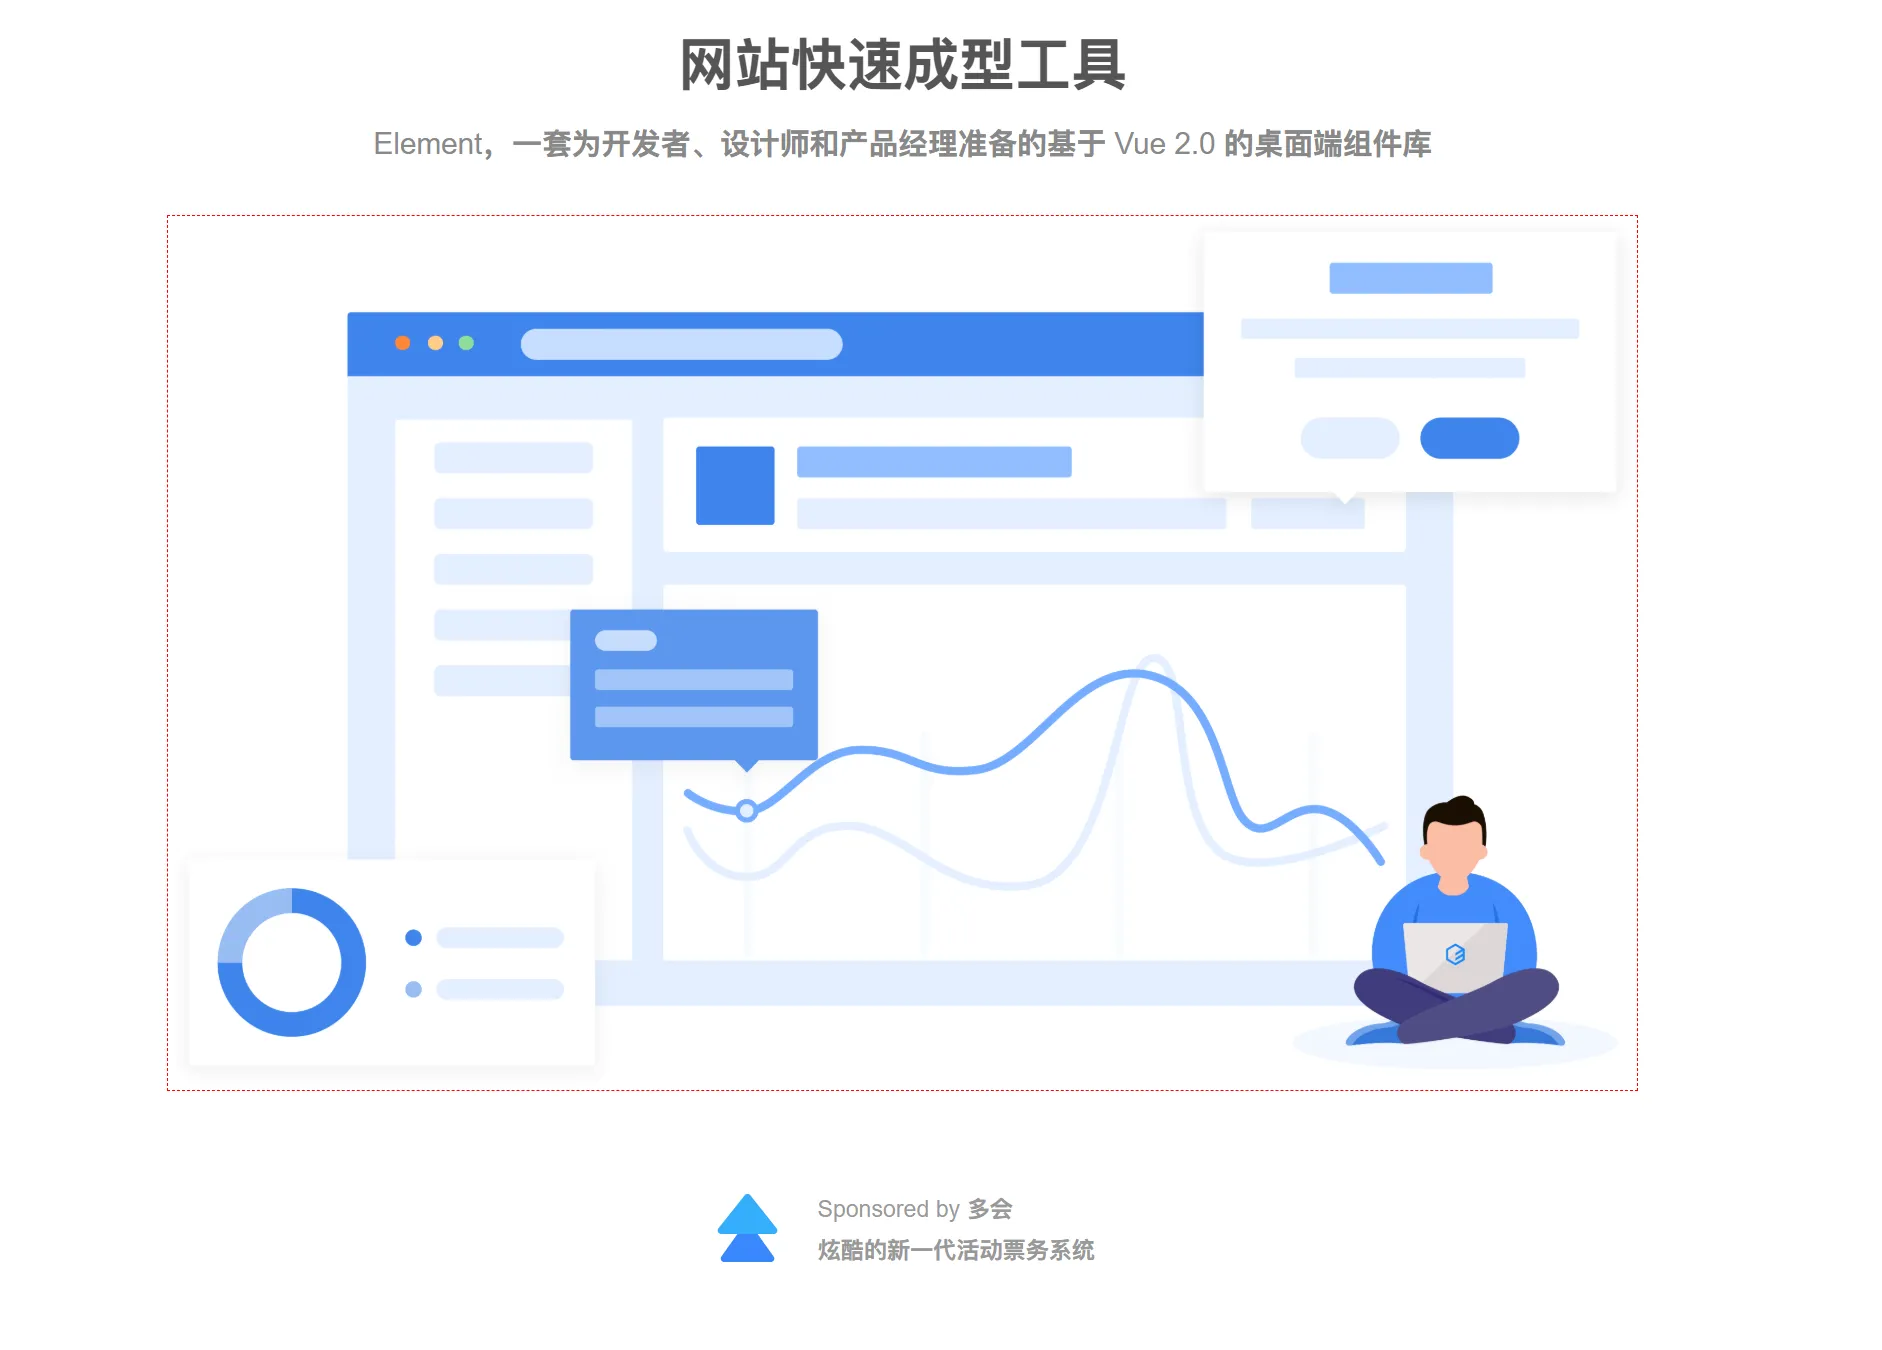 网站快速成型工具
Element，一套为开发者、设计师和产品经理准备的基于 Vue 2.0 的桌面端组件库
Sponsored by 多会
炫酷的新一代活动票务系统